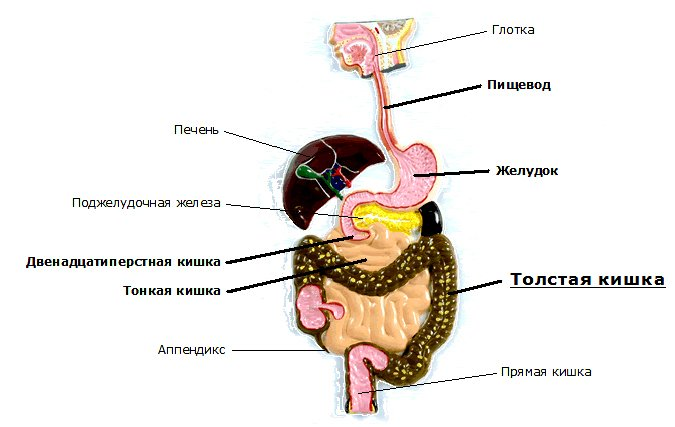 Глотка
Пищевод
Печень
Желудок
Поджелудочная железа
Двенадцатиперстная кишка
Толстая кишка
Тонкая кишка
Аппендикс
Прямая кишка